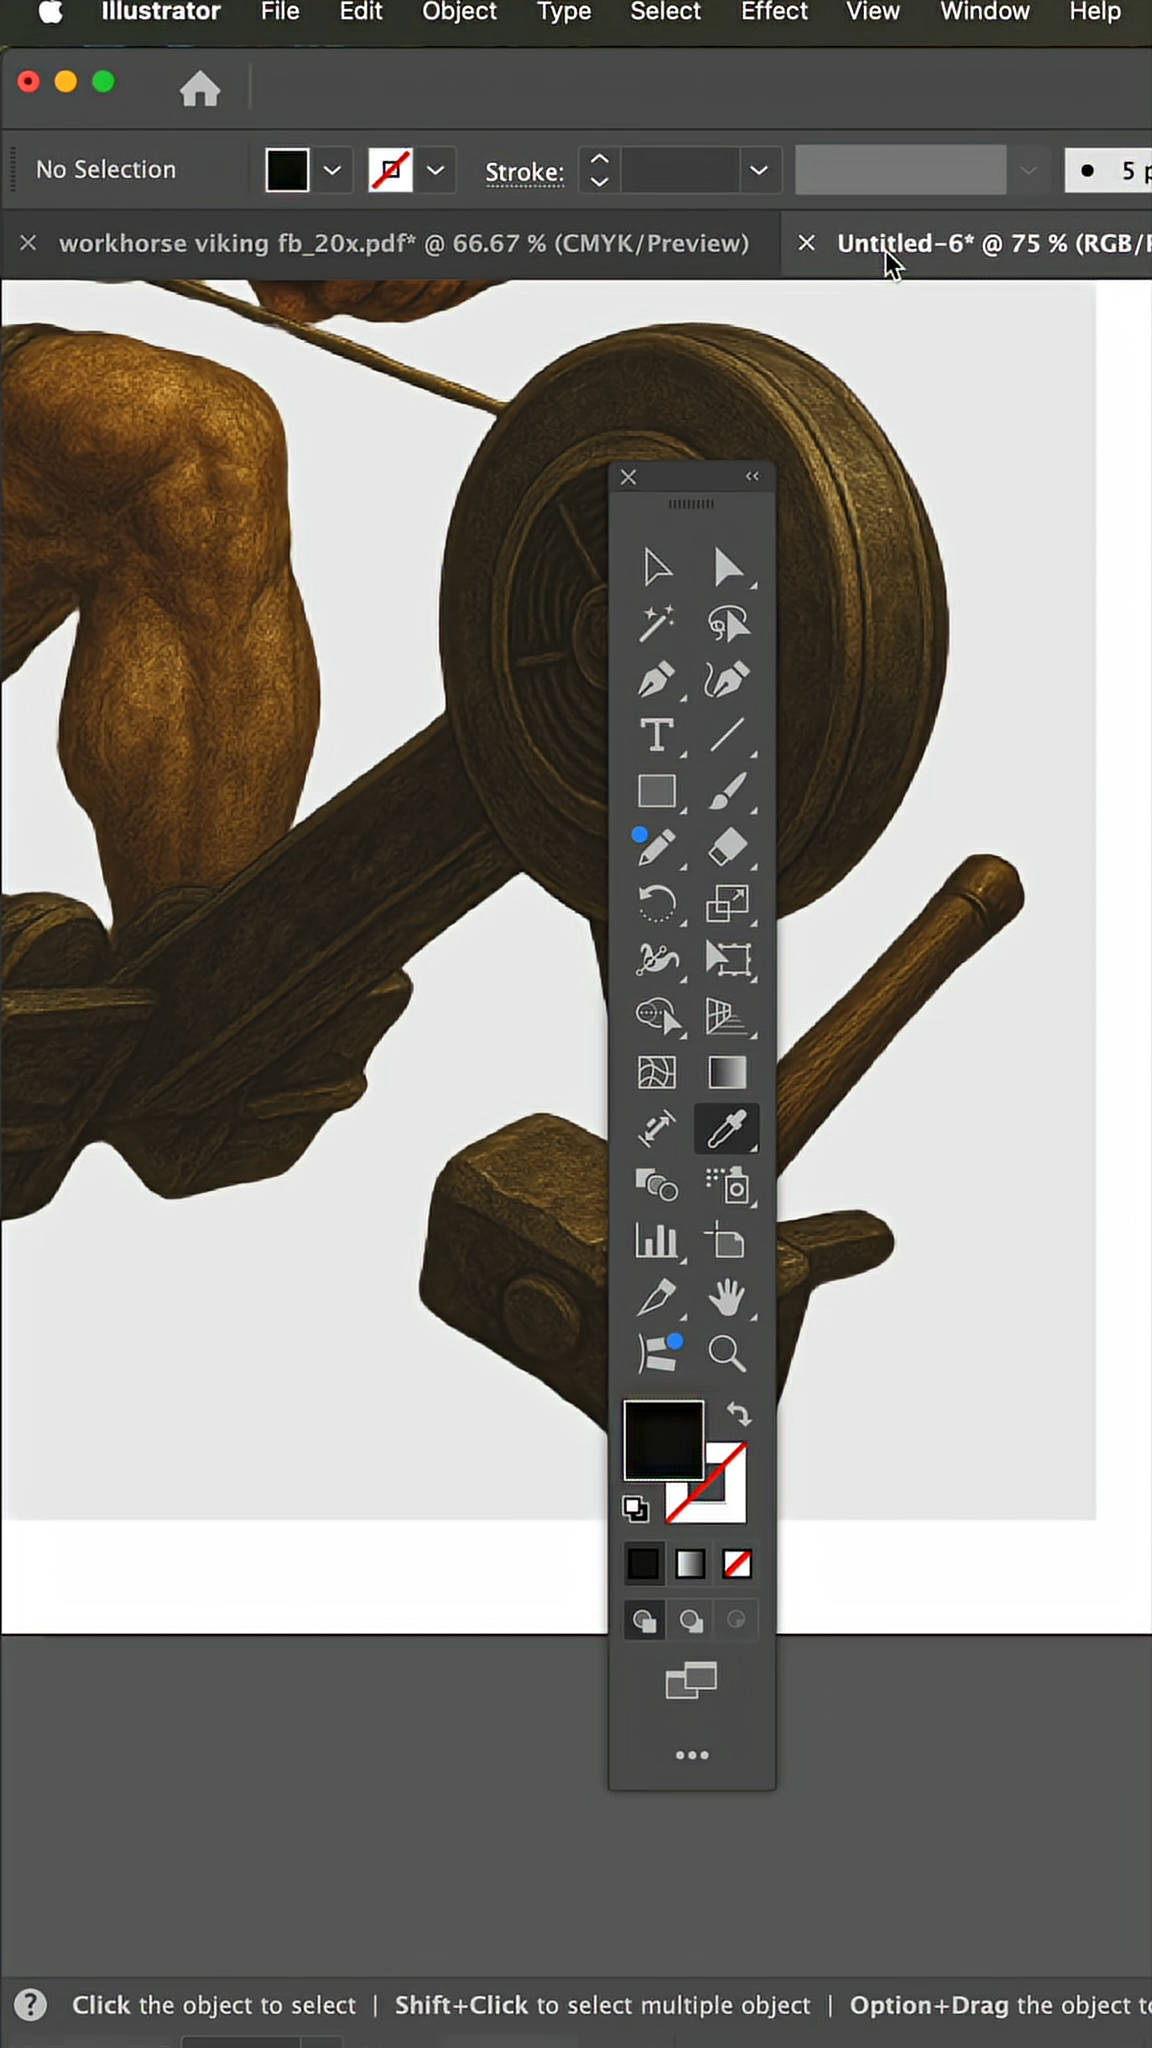 Illustrator File Edit Object Type Select Effect View Window Help
No Selection Stroke: 5 p
workhorse viking fb_20x.pdf* @ 66.67 % (CMYK/Preview) Untitled-6* @ 75 % (RGB/
Click the object to select | Shift+Click to select multiple object | Option+Drag the object to